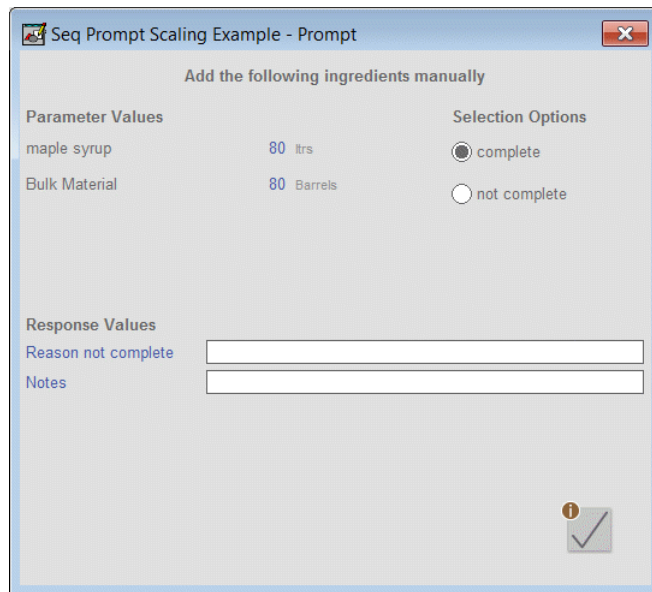 Seq Prompt Scaling Example - Prompt
Add the following ingredients manually
Parameter Values
Selection Options
maple syrup 80 ltrs
complete
Bulk Material 80 Barrels
not complete
Response Values
Reason not complete
Notes